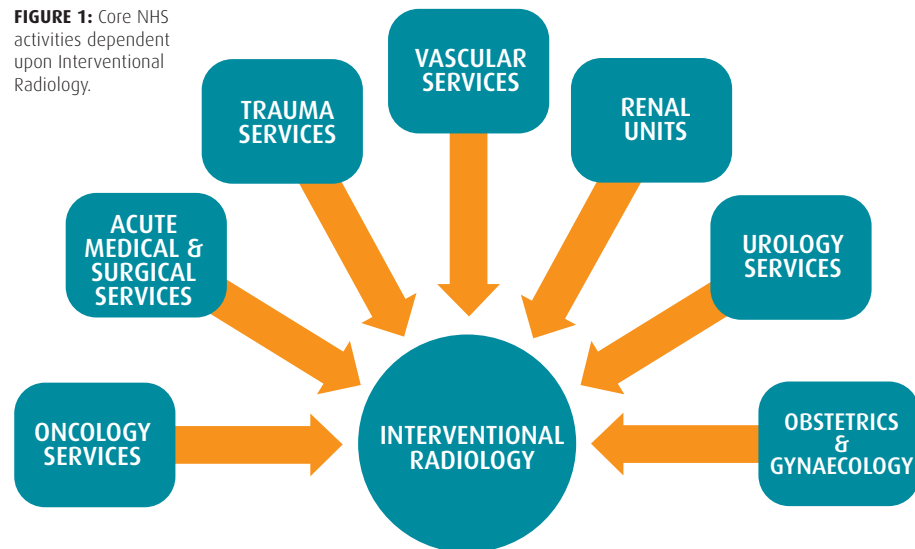 FIGURE 1: Core NHS
activities dependent
upon Interventional
Radiology.
ONCOLOGY
SERVICES
ACUTE
MEDICAL &
SURGICAL
SERVICES
TRAUMA
SERVICES
VASCULAR
SERVICES
RENAL
UNITS
UROLOGY
SERVICES
OBSTETRICS
&
GYNAECOLOGY
INTERVENTIONAL
RADIOLOGY